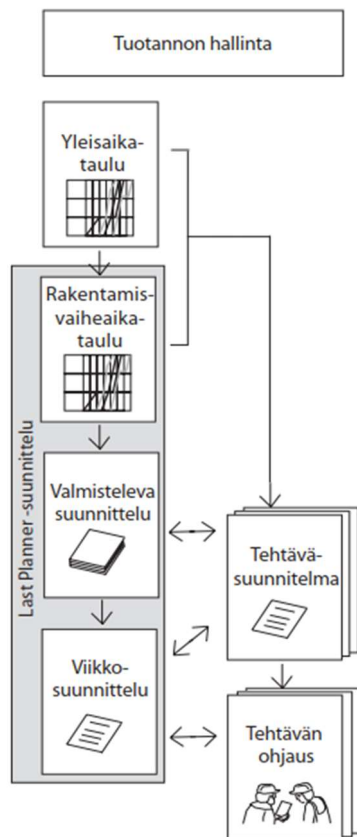 Tuotannon hallinta
Yleisaika-
taulu
Rakentamis-
vaiheaika-
taulu
Last Planner -suunnittelu
Valmisteleva
suunnittelu
Tehtävä-
suunnitelma
Viikko-
suunnittelu
Tehtävän
ohjaus